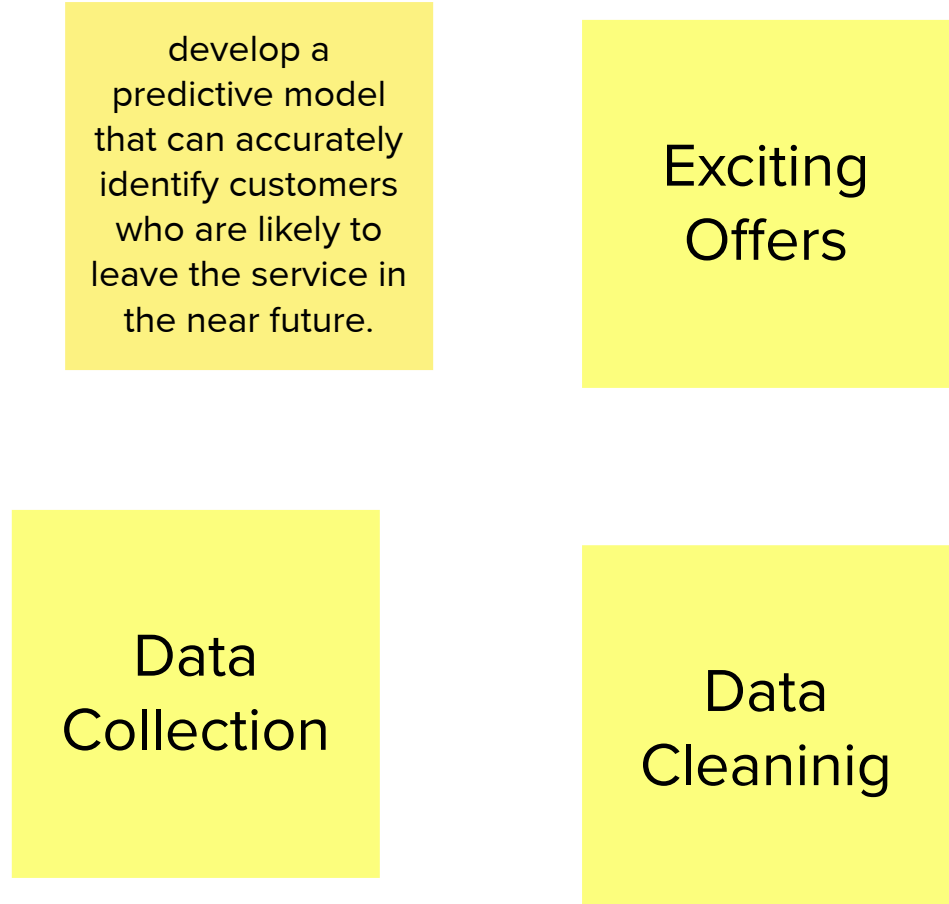 develop a
predictive model
that can accurately
identify customers
who are likely to
leave the service in
the near future.
Exciting
Offers
Data
Collection
Data
Cleaninig